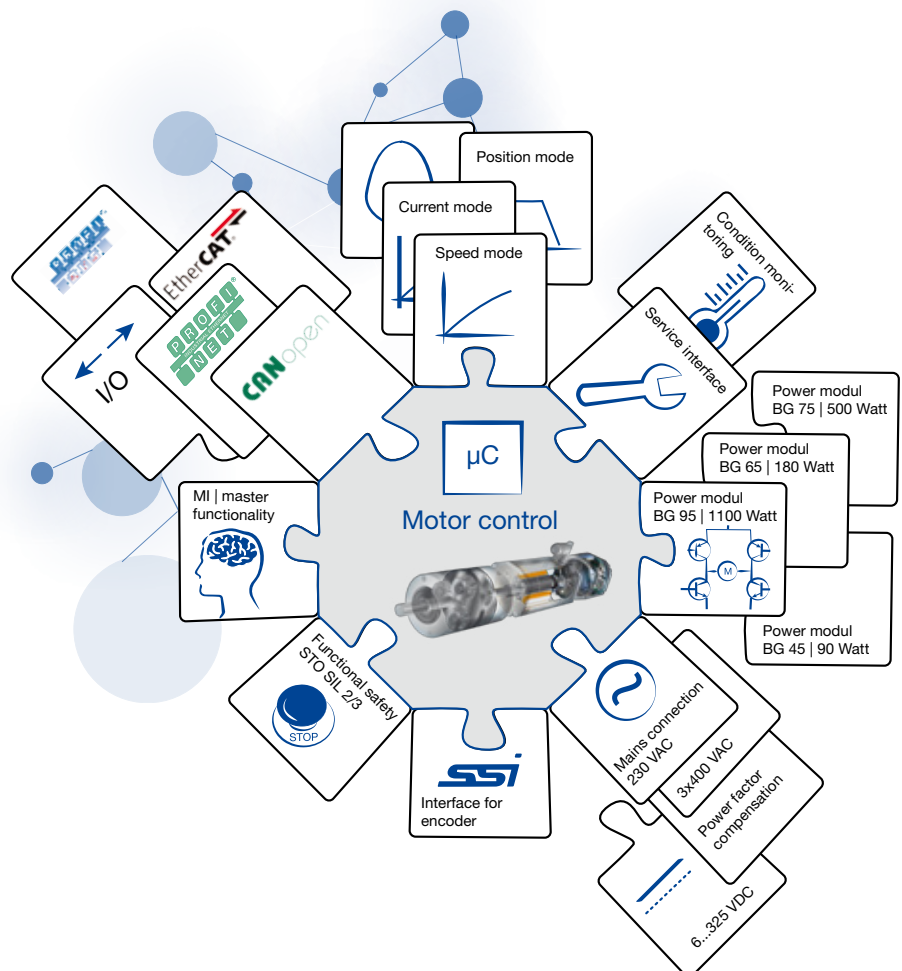 Position mode
Current mode
Speed mode
PROFI
EtherCAT
I/O
PROFI
NET
CANopen
Condition moni-
toring
Service interface
Power modul
BG 75 | 500 Watt
Power modul
BG 65 | 180 Watt
Power modul
BG 95 | 1100 Watt
M
Power modul
BG 45 | 90 Watt
µC
Motor control
MI | master
functionality
Functional safety
STO SIL 2/3
STOP
SSI
Interface for
encoder
Mains connection
230 VAC
3x400 VAC
Power factor
compensation
6...325 VDC